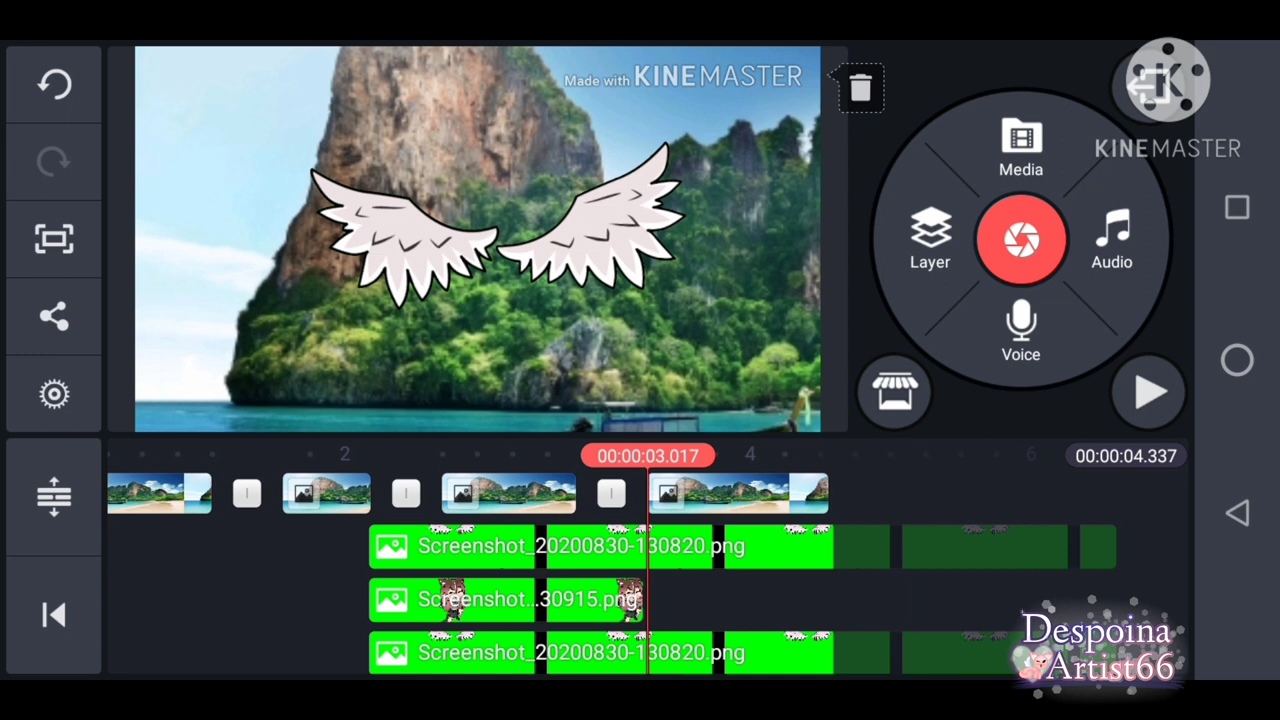 Made with KINEMASTER
KINEMASTER
Media
Layer
Audio
Voice
2
00:00:03.017
4
6
00:00:04.337
Screenshot_20200830-130820.png
Screenshot...30915.png
Screenshot_20200830-130820.png
Despoina
Artist66